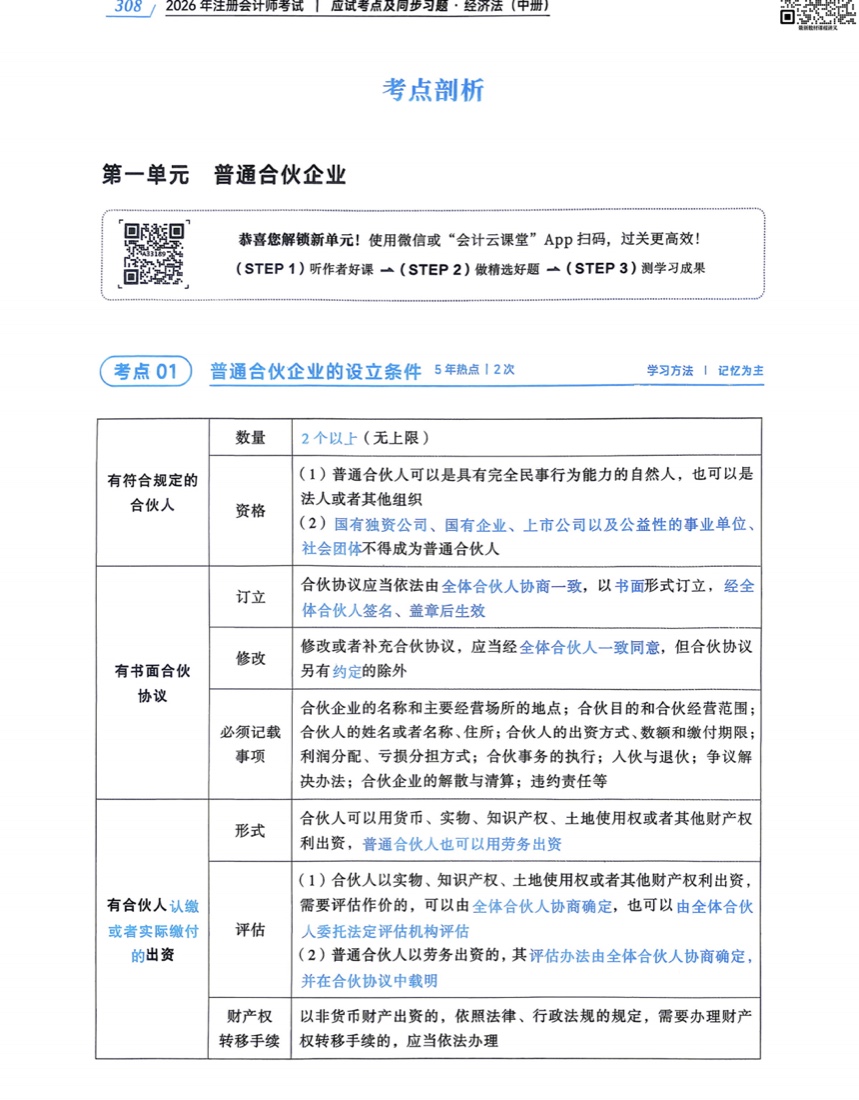 308 2026 年注册会计师考试 | 应试考点及同步习题·经济法（中册）
考点剖析
第一单元 普通合伙企业
恭喜您解锁新单元！使用微信或“会计云课堂”App 扫码，过关更高效！
（STEP 1）听作者好课 （STEP 2）做精选好题 （STEP 3）测学习成果
考点 01 普通合伙企业的设立条件 5 年热点 | 2 次 学习方法 | 记忆为主
有符合规定的
合伙人
数量
2 个以上（无上限）
资格
（1）普通合伙人可以是具有完全民事行为能力的自然人，也可以是
法人或者其他组织
（2）国有独资公司、国有企业、上市公司以及公益性的事业单位、
社会团体不得成为普通合伙人
有书面合伙
协议
订立
合伙协议应当依法由全体合伙人协商一致，以书面形式订立，经全
体合伙人签名、盖章后生效
修改
修改或者补充合伙协议，应当经全体合伙人一致同意，但合伙协议
另有约定的除外
必须记载
事项
合伙企业的名称和主要经营场所的地点；合伙目的和合伙经营范围；
合伙人的姓名或者名称、住所；合伙人的出资方式、数额和缴付期限；
利润分配、亏损分担方式；合伙事务的执行；入伙与退伙；争议解
决办法；合伙企业的解散与清算；违约责任等
有合伙人认缴
或者实际缴付
的出资
形式
合伙人可以用货币、实物、知识产权、土地使用权或者其他财产权
利出资，普通合伙人也可以用劳务出资
评估
（1）合伙人以实物、知识产权、土地使用权或者其他财产权利出资，
需要评估作价的，可以由全体合伙人协商确定，也可以由全体合伙
人委托法定评估机构评估
（2）普通合伙人以劳务出资的，其评估办法由全体合伙人协商确定，
并在合伙协议中载明
财产权
转移手续
以非货币财产出资的，依照法律、行政法规的规定，需要办理财产
权转移手续的，应当依法办理